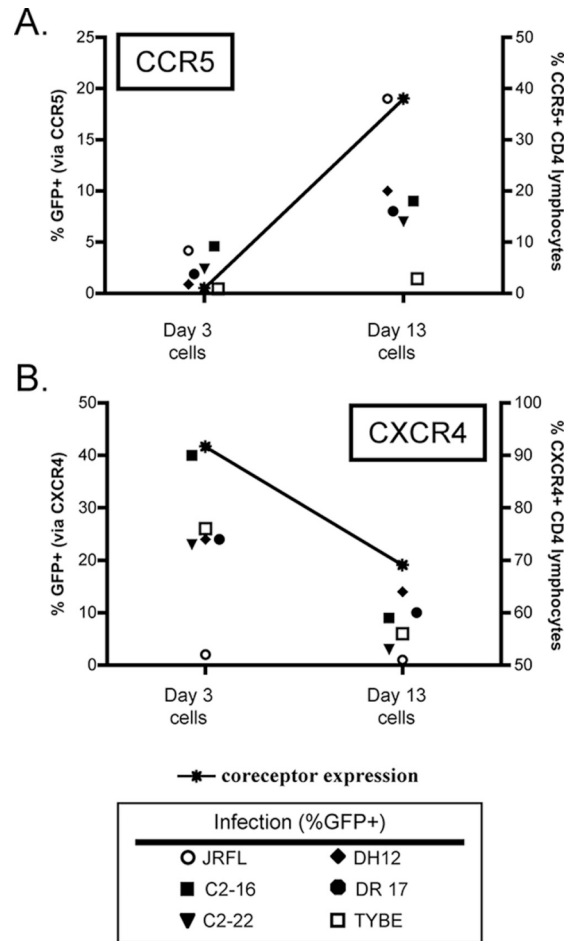 A.
CCR5
25
20
15
10
5
0
% GFP+ (via CCR5)
50
40
30
20
10
0
% CCR5+ CD4 lymphocytes
Day 3
cells
Day 13
cells
B.
CXCR4
50
40
30
20
10
0
% GFP+ (via CXCR4)
100
90
80
70
60
50
% CXCR4+ CD4 lymphocytes
Day 3
cells
Day 13
cells
coreceptor expression
Infection (%GFP+)
JRFL DH12
C2-16 DR 17
C2-22 TYBE